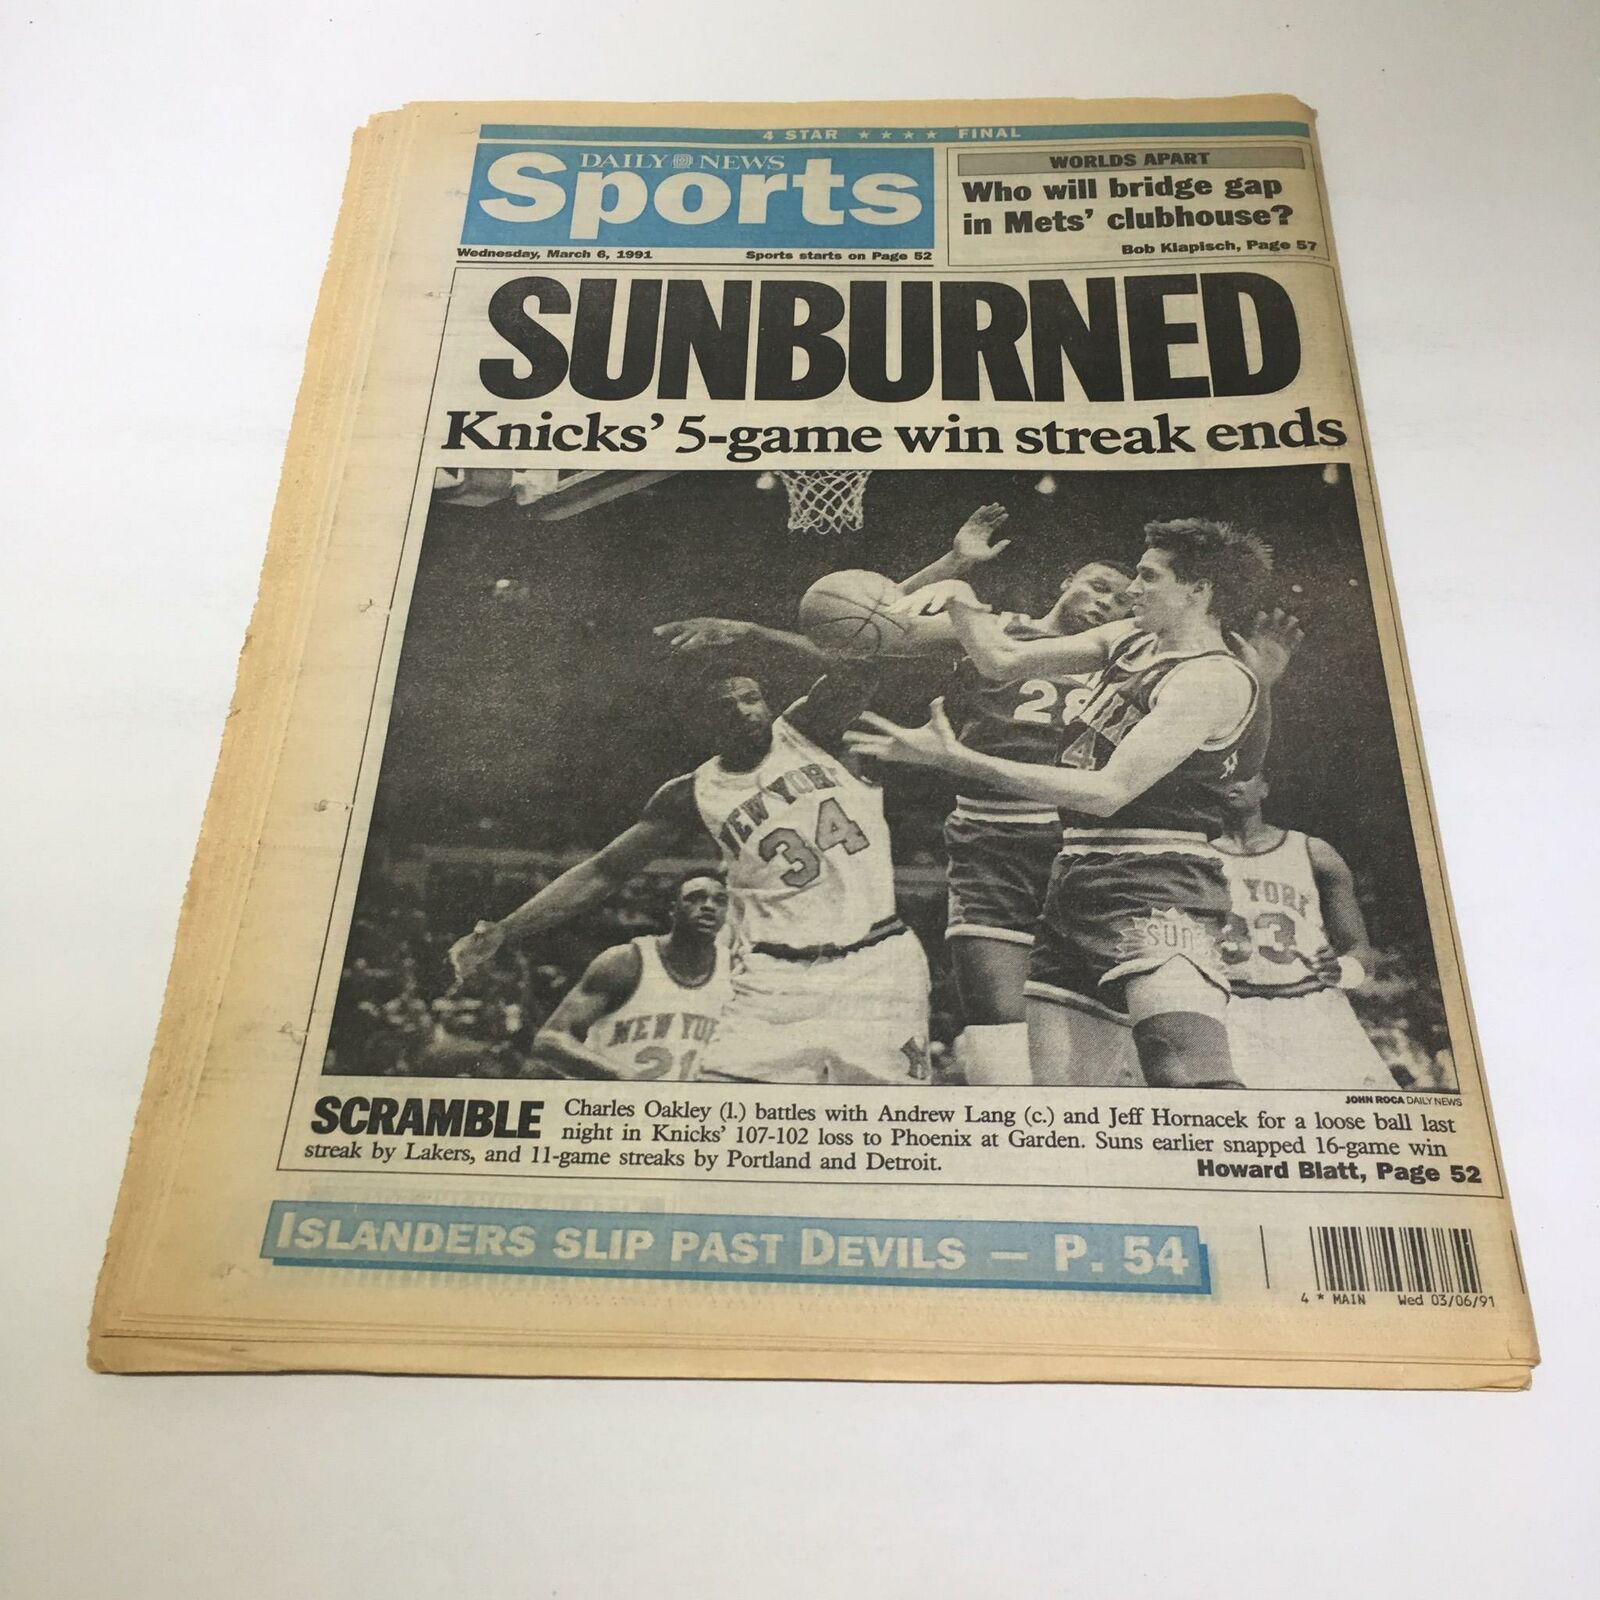 4 STAR ★ ★ ★ ★ FINAL
DAILY NEWS
Sports
Wednesday, March 6, 1991
Sports starts on Page 52
WORLDS APART
Who will bridge gap
in Mets' clubhouse?
Bob Klapisch, Page 57
SUNBURNED
Knicks' 5-game win streak ends
28
4
NEW YORK
34
YORK
33
SUN
NEW YO
21
JOHN ROCA DAILY NEWS
SCRAMBLE Charles Oakley (l.) battles with Andrew Lang (c.) and Jeff Hornacek for a loose ball last
night in Knicks' 107-102 loss to Phoenix at Garden. Suns earlier snapped 16-game win
streak by Lakers, and 11-game streaks by Portland and Detroit.
Howard Blatt, Page 52
ISLANDERS SLIP PAST DEVILS — P. 54
4 * MAIN Wed 03/06/91